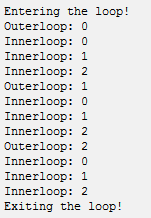 Entering the loop!
Outerloop: 0
Innerloop: 0
Innerloop: 1
Innerloop: 2
Outerloop: 1
Innerloop: 0
Innerloop: 1
Innerloop: 2
Outerloop: 2
Innerloop: 0
Innerloop: 1
Innerloop: 2
Exiting the loop!